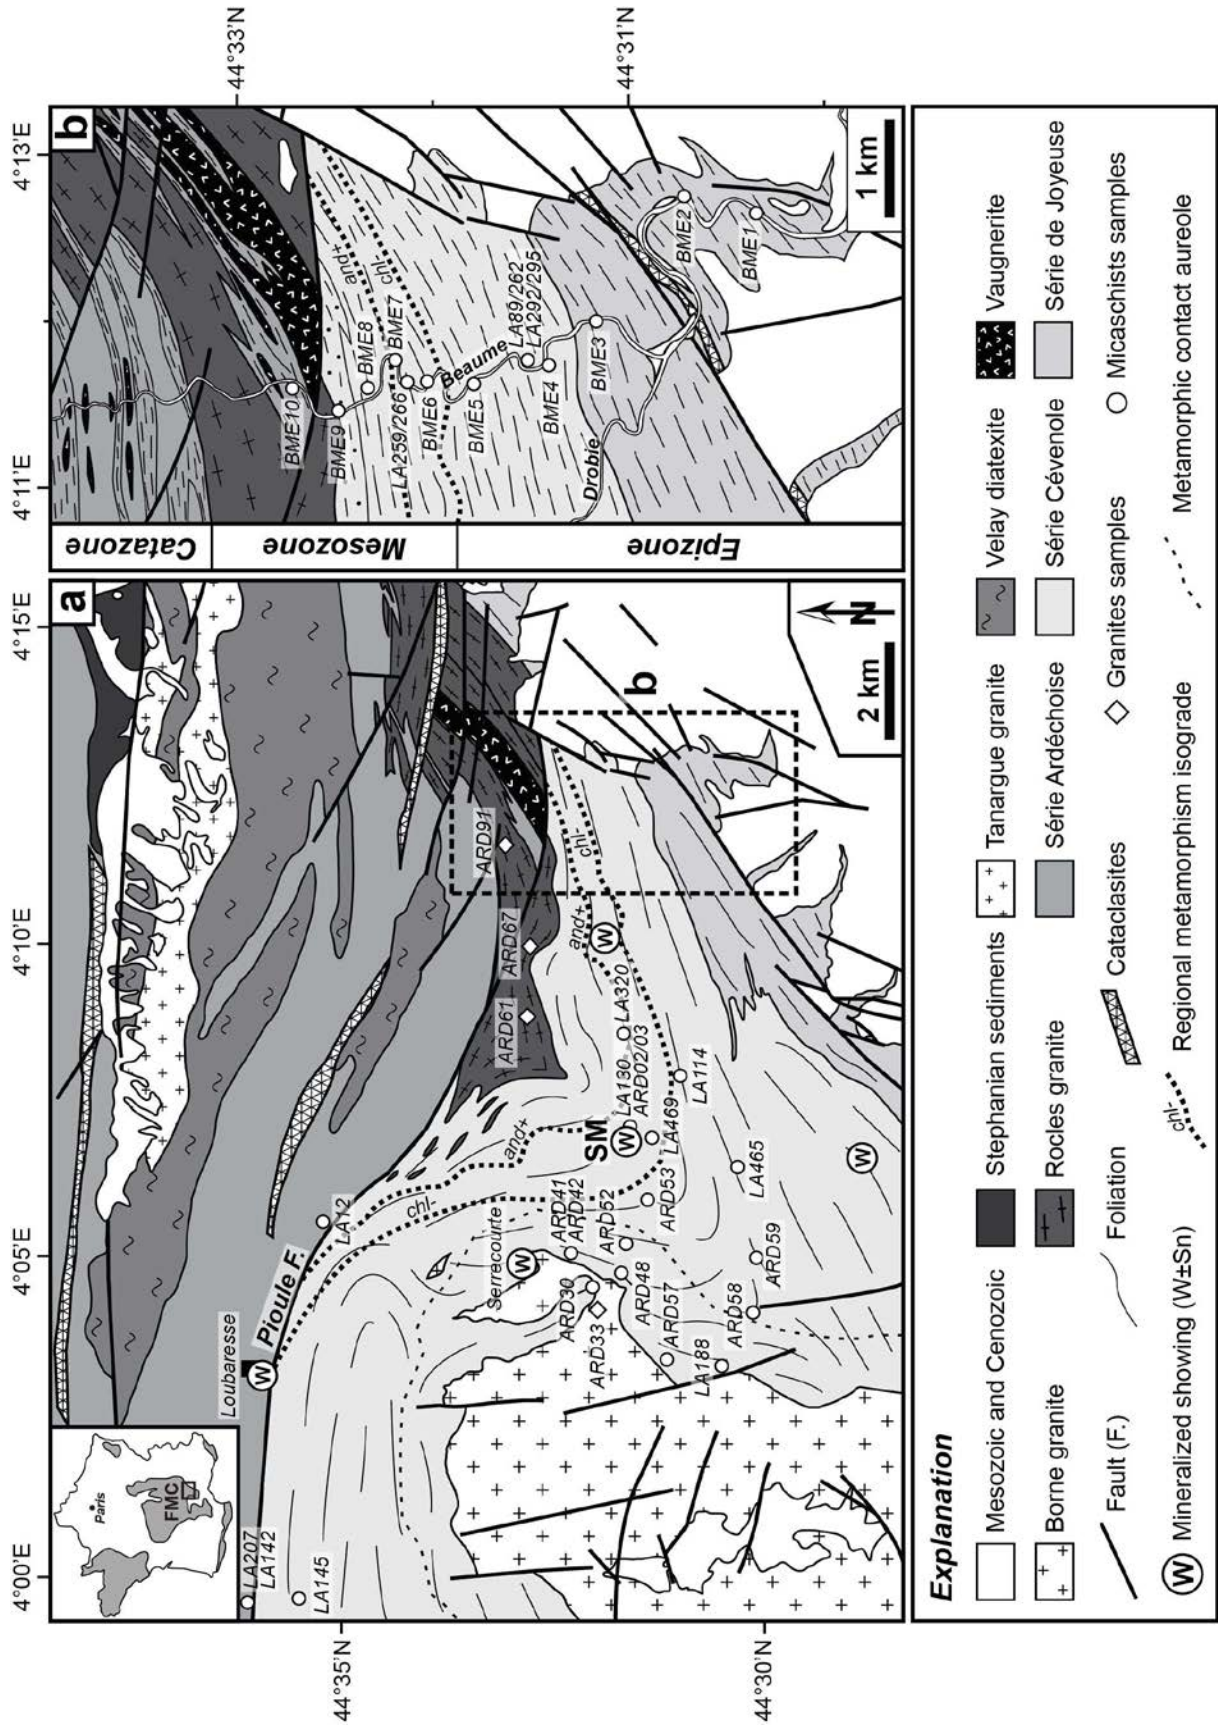 a
4°00'E
4°05'E
4°10'E
4°15'E
44°35'N
44°30'N
Paris
FMC
LA207
LA142
LA145
Loubaresse
W
Pioule F.
LA12
chl-
and+
Serrecourte
W
ARD41
ARD42
ARD30
ARD33
ARD52
ARD48
ARD57
LA188
ARD58
ARD59
ARD53
SM
W
LA130
ARD02/03
LA320
LA469
LA114
LA465
W
ARD61
ARD67
ARD91
and+
chl-
W
b
2 km
N
b
4°11'E
4°13'E
44°33'N
44°31'N
Catazone
Mesozone
Epizone
BME10
BME9
BME8
BME7
LA259/266
BME6
BME5
Beaume
LA89/262
LA292/295
BME4
BME3
Drobie
BME2
BME1
and+
chl-
1 km
Explanation
Mesozoic and Cenozoic
Stephanian sediments
Tanargue granite
Velay diatexite
Vaugnerite
Borne granite
Rocles granite
Série Ardéchoise
Série Cévenole
Série de Joyeuse
Fault (F.)
Foliation
Cataclasites
Granites samples
Micaschists samples
W Mineralized showing (W±Sn)
chl- Regional metamorphism isograde
Metamorphic contact aureole